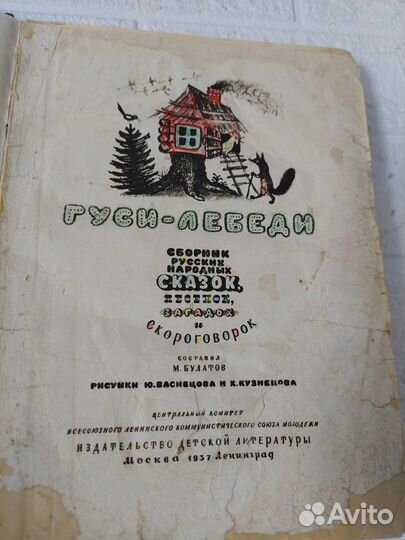 ГУСИ-ЛЕБЕДИ
СБОРНИК
РУССКИХ
НАРОДНЫХ
СКАЗОК,
ПЕСЕНОК,
ЗАГАДОК
и
СКОРОГОВОРОК
СОСТАВИЛ
М. БУЛАТОВ
РИСУНКИ Ю. ВАСНЕЦОВА И К. КУЗНЕЦОВА
ЦЕНТРАЛЬНЫЙ КОМИТЕТ
ВСЕСОЮЗНОГО ЛЕНИНСКОГО КОММУНИСТИЧЕСКОГО СОЮЗА МОЛОДЕЖИ
ИЗДАТЕЛЬСТВО ДЕТСКОЙ ЛИТЕРАТУРЫ
Москва 1937 Ленинград
Avito